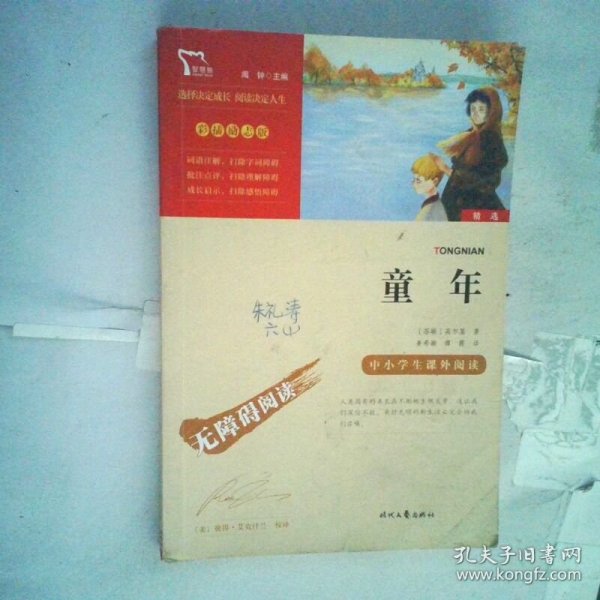 智慧熊
闻 钟◇主编
选择决定成长 阅读决定人生
彩插励志版
词语注解,扫除字词障碍
批注点评,扫除理解障碍
成长启示,扫除感悟障碍
精选
TONGNIAN
童年
[苏联] 高尔基 著
中小学生课外阅读
朱礼涛
无障碍阅读
时代文艺出版社
孔夫子旧书网
www.kongfz.com